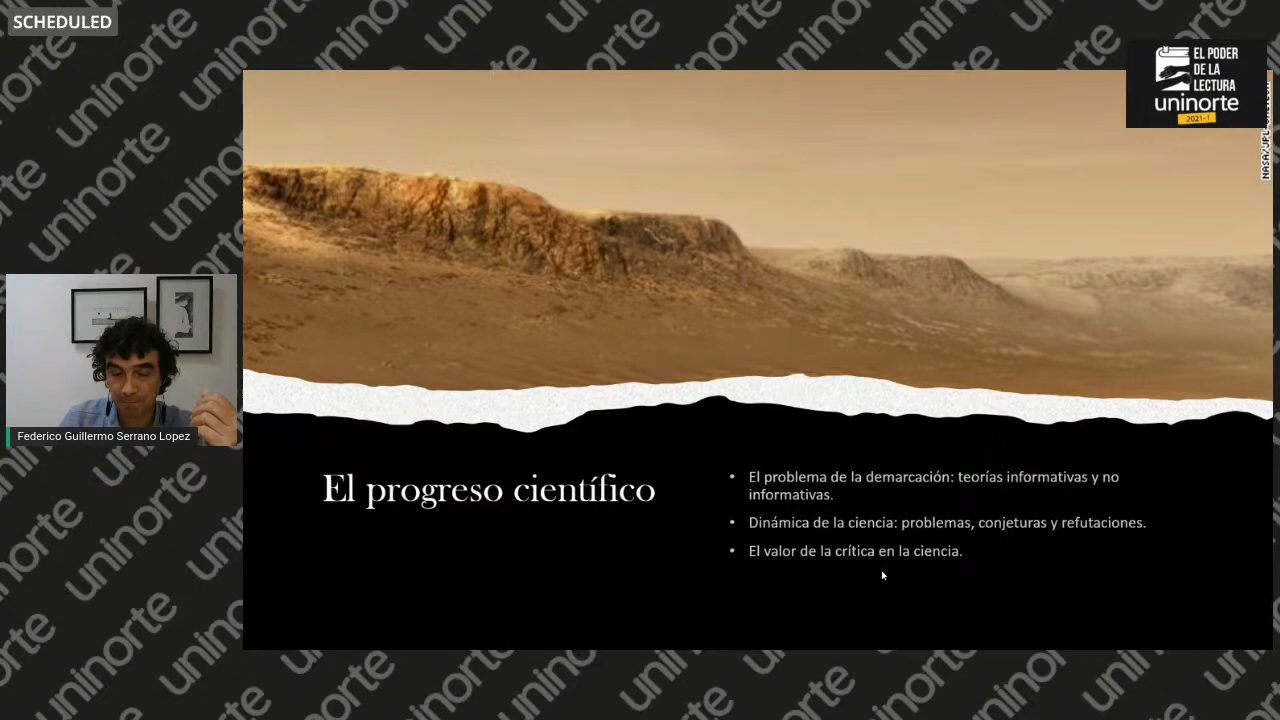 SCHEDULED
EL PODER
DE LA
LECTURA
uninorte
2021-1
Federico Guillermo Serrano Lopez
El progreso científico
• El problema de la demarcación: teorías informativas y no
informativas.
• Dinámica de la ciencia: problemas, conjeturas y refutaciones.
• El valor de la crítica en la ciencia.
uninorte